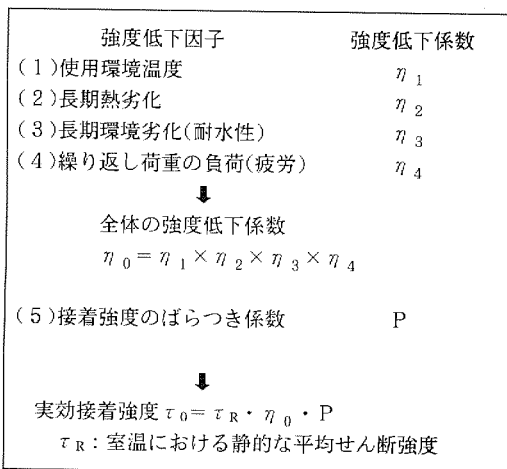 強度低下因子 強度低下係数
(1)使用環境温度 η1
(2)長期熱劣化 η2
(3)長期環境劣化(耐水性) η3
(4)繰り返し荷重の負荷(疲労) η4
⬇
全体の強度低下係数
η0=η1×η2×η3×η4
(5)接着強度のばらつき係数 P
⬇
実効接着強度τ0=τR・η0・P
τR:室温における静的な平均せん断強度